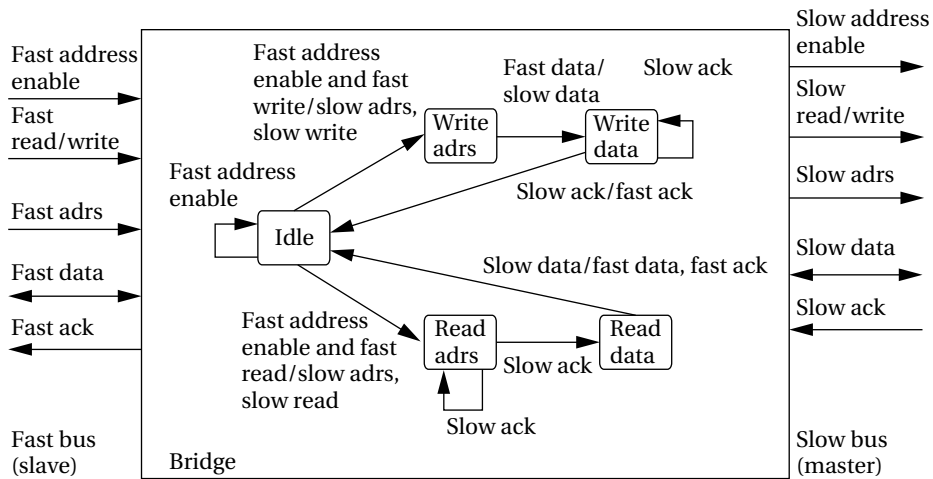 Fast address
enable
Fast
read/write
Fast adrs
Fast data
Fast ack
Fast bus
(slave)
Fast address
enable and fast
write/slow adrs,
slow write
Write
adrs
Fast data/
slow data
Write
data
Slow ack
Fast address
enable
Idle
Slow ack/fast ack
Slow data/fast data, fast ack
Fast address
enable and fast
read/slow adrs,
slow read
Read
adrs
Slow ack
Read
data
Slow ack
Bridge
Slow address
enable
Slow
read/write
Slow adrs
Slow data
Slow ack
Slow bus
(master)